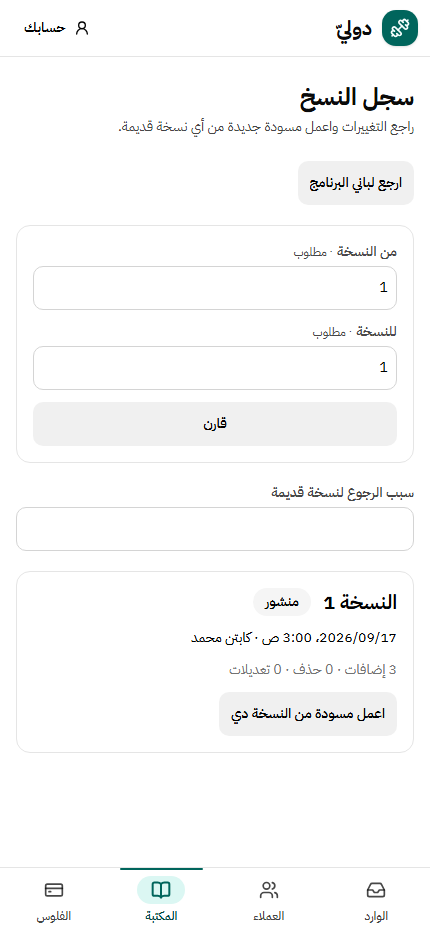 دوليّ
حسابك
سجل النسخ
راجع التغييرات واعمل مسودة جديدة من أي نسخة قديمة.
ارجع لباني البرنامج
من النسخة · مطلوب
1
للنسخة · مطلوب
1
قارن
سبب الرجوع لنسخة قديمة
النسخة 1 منشور
2026/09/17، 3:00 ص · كابتن محمد
3 إضافات · 0 حذف · 0 تعديلات
اعمل مسودة من النسخة دي
الوارد
العملاء
المكتبة
الفلوس